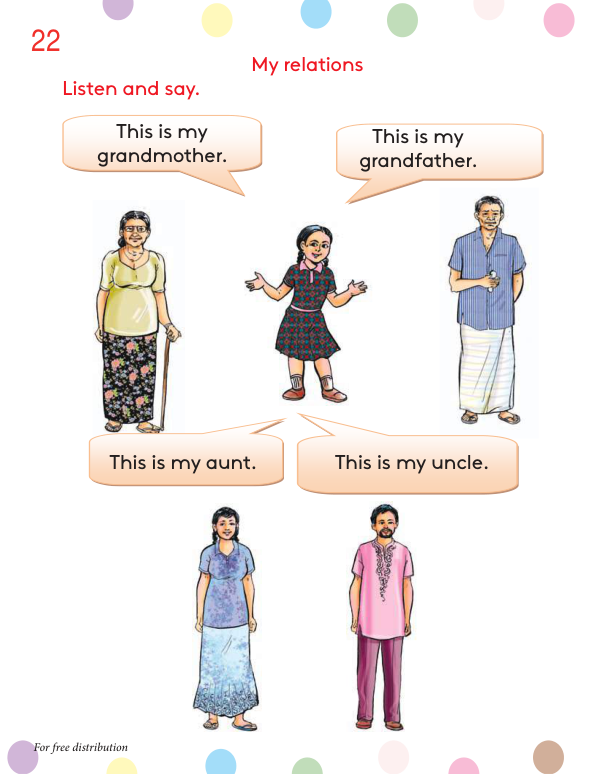 22
My relations
Listen and say.
This is my
grandmother.
This is my
grandfather.
This is my aunt.
This is my uncle.
For free distribution